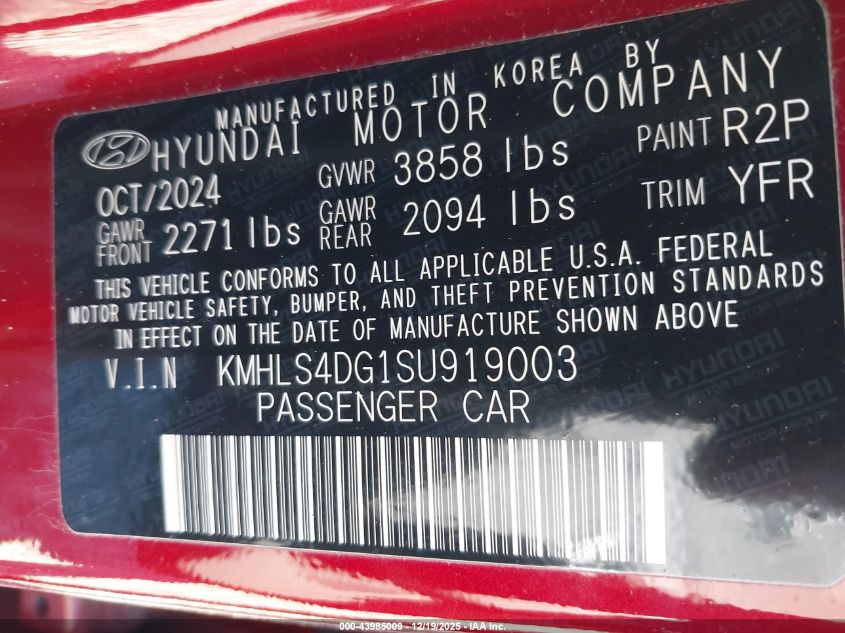 MANUFACTURED IN KOREA BY
HYUNDAI MOTOR COMPANY
OCT/2024 GVWR 3858 lbs PAINT R2P
GAWR FRONT 2271 lbs GAWR REAR 2094 lbs TRIM YFR
THIS VEHICLE CONFORMS TO ALL APPLICABLE U.S.A. FEDERAL
MOTOR VEHICLE SAFETY, BUMPER, AND THEFT PREVENTION STANDARDS
IN EFFECT ON THE DATE OF MANUFACTURE SHOWN ABOVE
V.I.N KMHLS4DG1SU919003
PASSENGER CAR
000-43985009 - 12/19/2025 - IAA Inc.